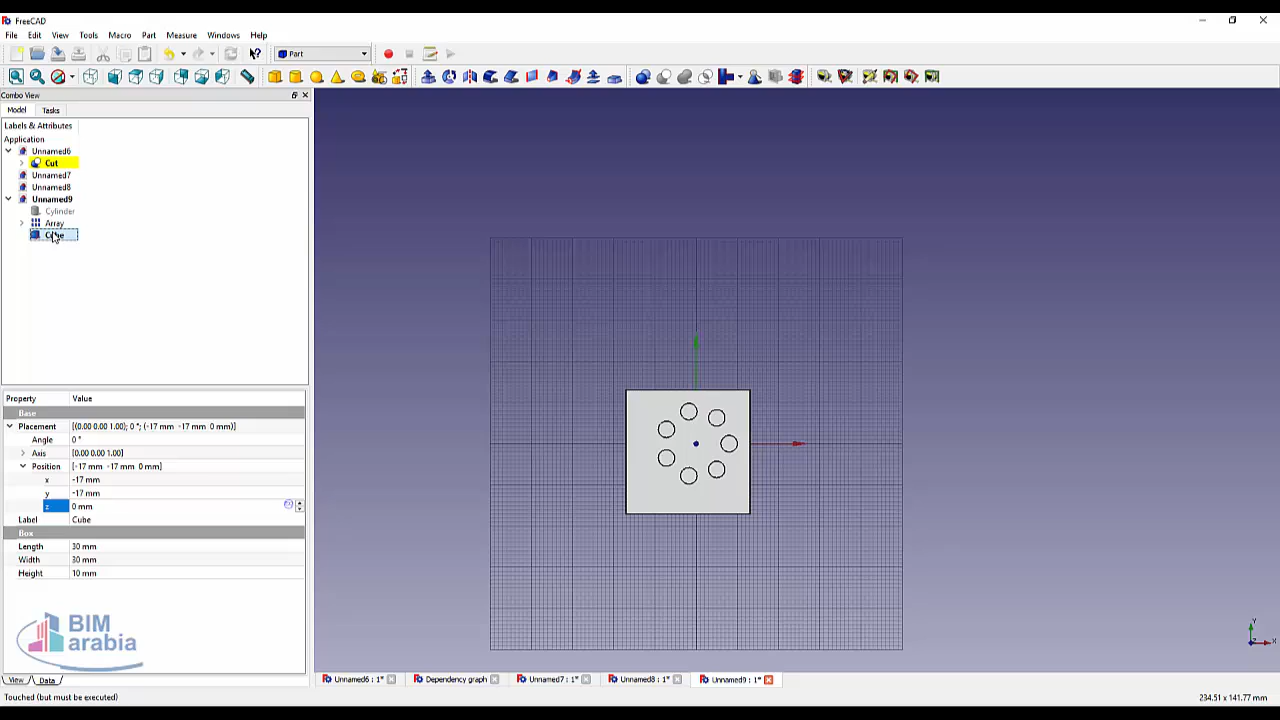 FreeCAD
File Edit View Tools Macro Part Measure Windows Help
Part
Combo View
Model Tasks
Labels & Attributes
Application
Unnamed6
Cut
Unnamed7
Unnamed8
Unnamed9
Cylinder
Array
Cube
Property Value
Base
Placement [(0.00 0.00 1.00); 0 °; (-17 mm -17 mm 0 mm)]
Angle 0 °
Axis [0.00 0.00 1.00]
Position [-17 mm -17 mm 0 mm]
x -17 mm
y -17 mm
z 0 mm
Label Cube
Box
Length 30 mm
Width 30 mm
Height 10 mm
BIM
arabia
View Data
Unnamed6 : 1* Dependency graph Unnamed7 : 1* Unnamed8 : 1* Unnamed9 : 1*
Touched (but must be executed) 234.51 x 141.77 mm
Y
Z X